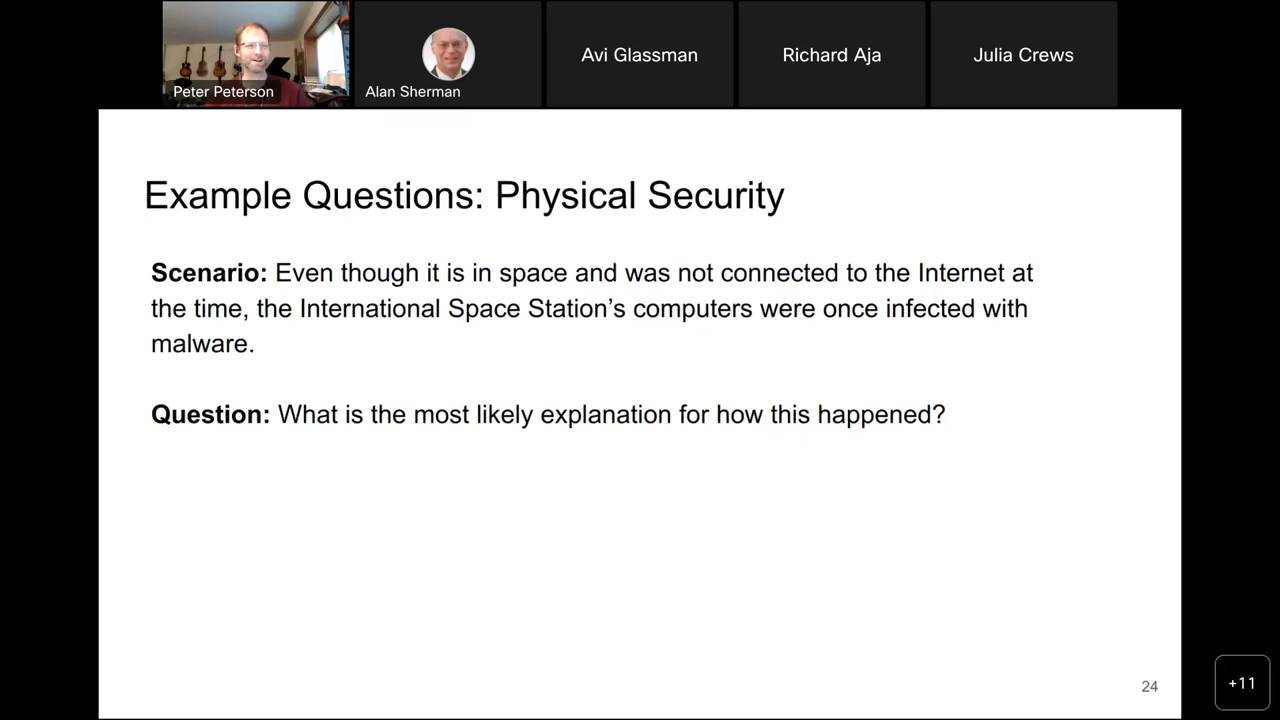 Peter Peterson
Alan Sherman
Avi Glassman
Richard Aja
Julia Crews
Example Questions: Physical Security
Scenario: Even though it is in space and was not connected to the Internet at
the time, the International Space Station’s computers were once infected with
malware.
Question: What is the most likely explanation for how this happened?
24
+11